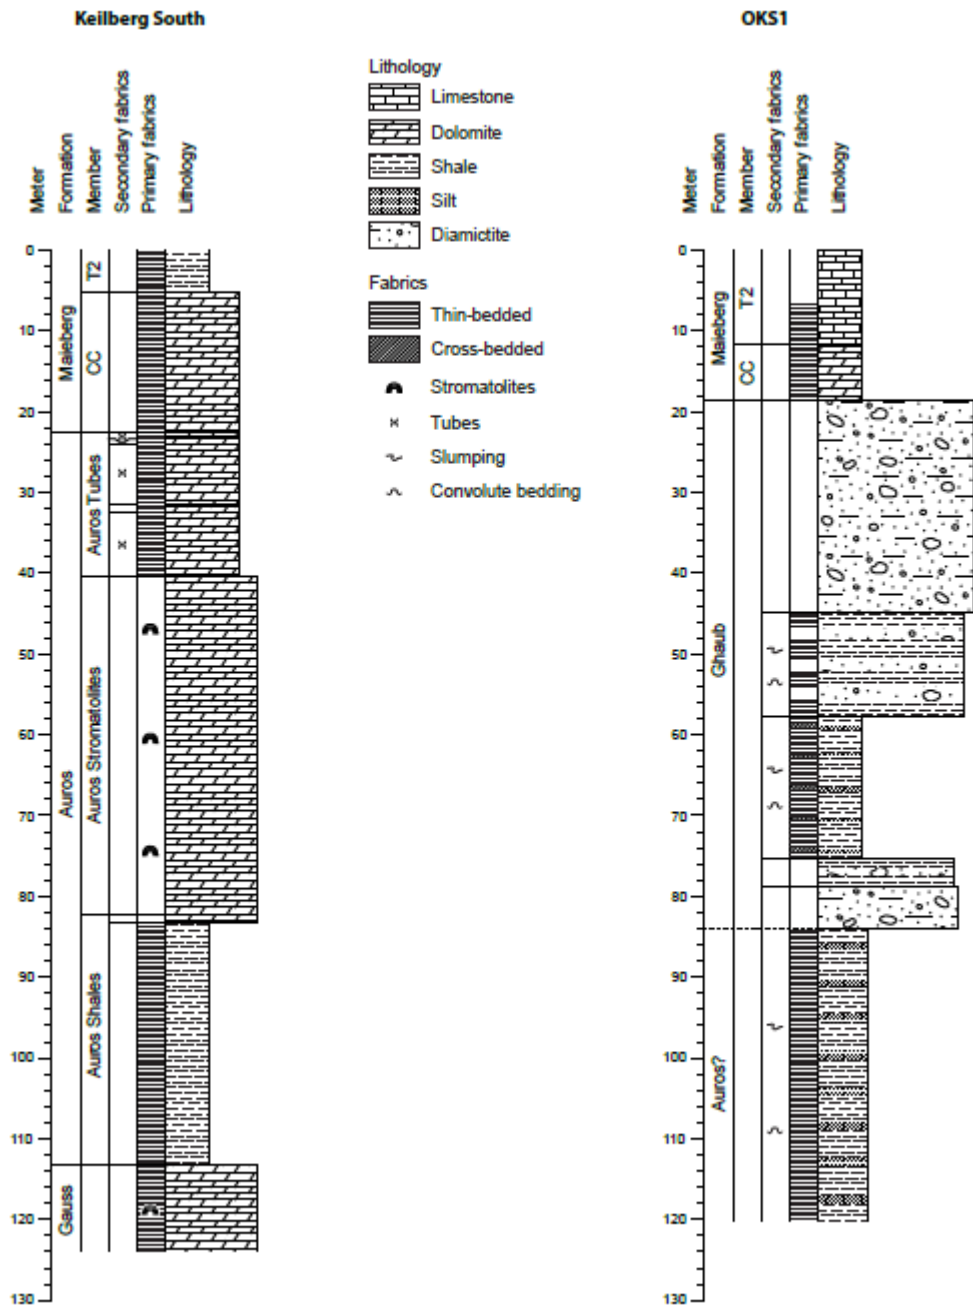 Keilberg South
Meter
Formation
Member
Secondary fabrics
Primary fabrics
Lithology
0
10
20
30
40
50
60
70
80
90
100
110
120
130
Maieberg
Auros
Gauss
T2
CC
Auros Tubes
Auros Stromatolites
Auros Shales
Lithology
Limestone
Dolomite
Shale
Silt
Diamictite
Fabrics
Thin-bedded
Cross-bedded
Stromatolites
Tubes
Slumping
Convolute bedding
OKS1
Meter
Formation
Member
Secondary fabrics
Primary fabrics
Lithology
0
10
20
30
40
50
60
70
80
90
100
110
120
130
Maieberg
Ghaub
Auros?
T2
CC